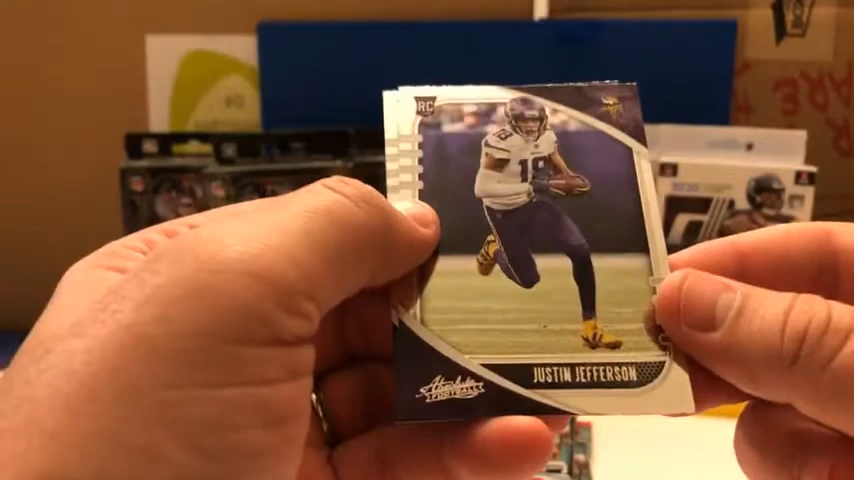 RC
18
JUSTIN JEFFERSON
Absolute
FOOTBALL